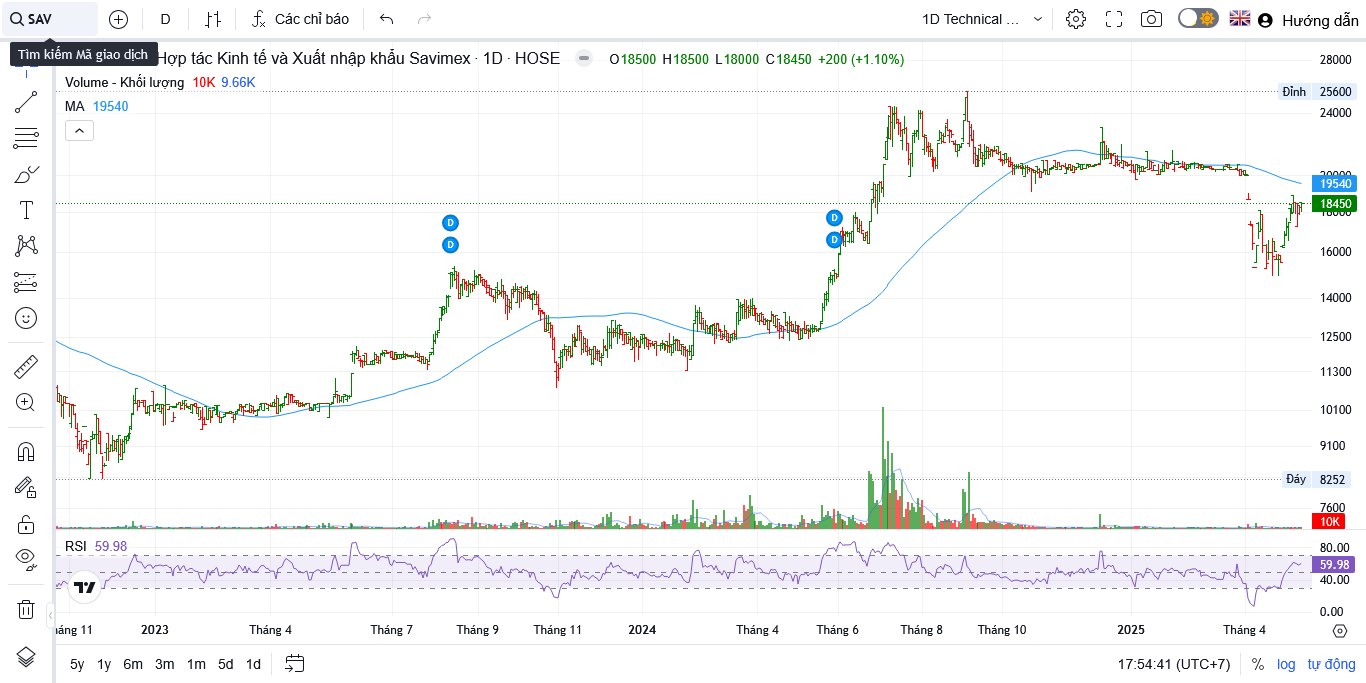 SAV
D
Các chỉ báo
1D Technical ...
Hướng dẫn
Tìm kiếm Mã giao dịch
Hợp tác Kinh tế và Xuất nhập khẩu Savimex · 1D · HOSE
O18500 H18500 L18000 C18450 +200 (+1.10%)
Volume - Khối lượng 10K 9.66K
MA 19540
28000
Đỉnh 25600
24000
19540
18450
18000
16000
14000
12500
11300
10100
9100
Đáy 8252
7600
10K
D
D
D
D
RSI 59.98
80.00
59.98
40.00
0.00
2023
Tháng 4
Tháng 7
Tháng 9
Tháng 11
2024
Tháng 4
Tháng 6
Tháng 8
Tháng 10
2025
Tháng 4
5y 1y 6m 3m 1m 5d 1d
17:54:41 (UTC+7)
%
log
tự động